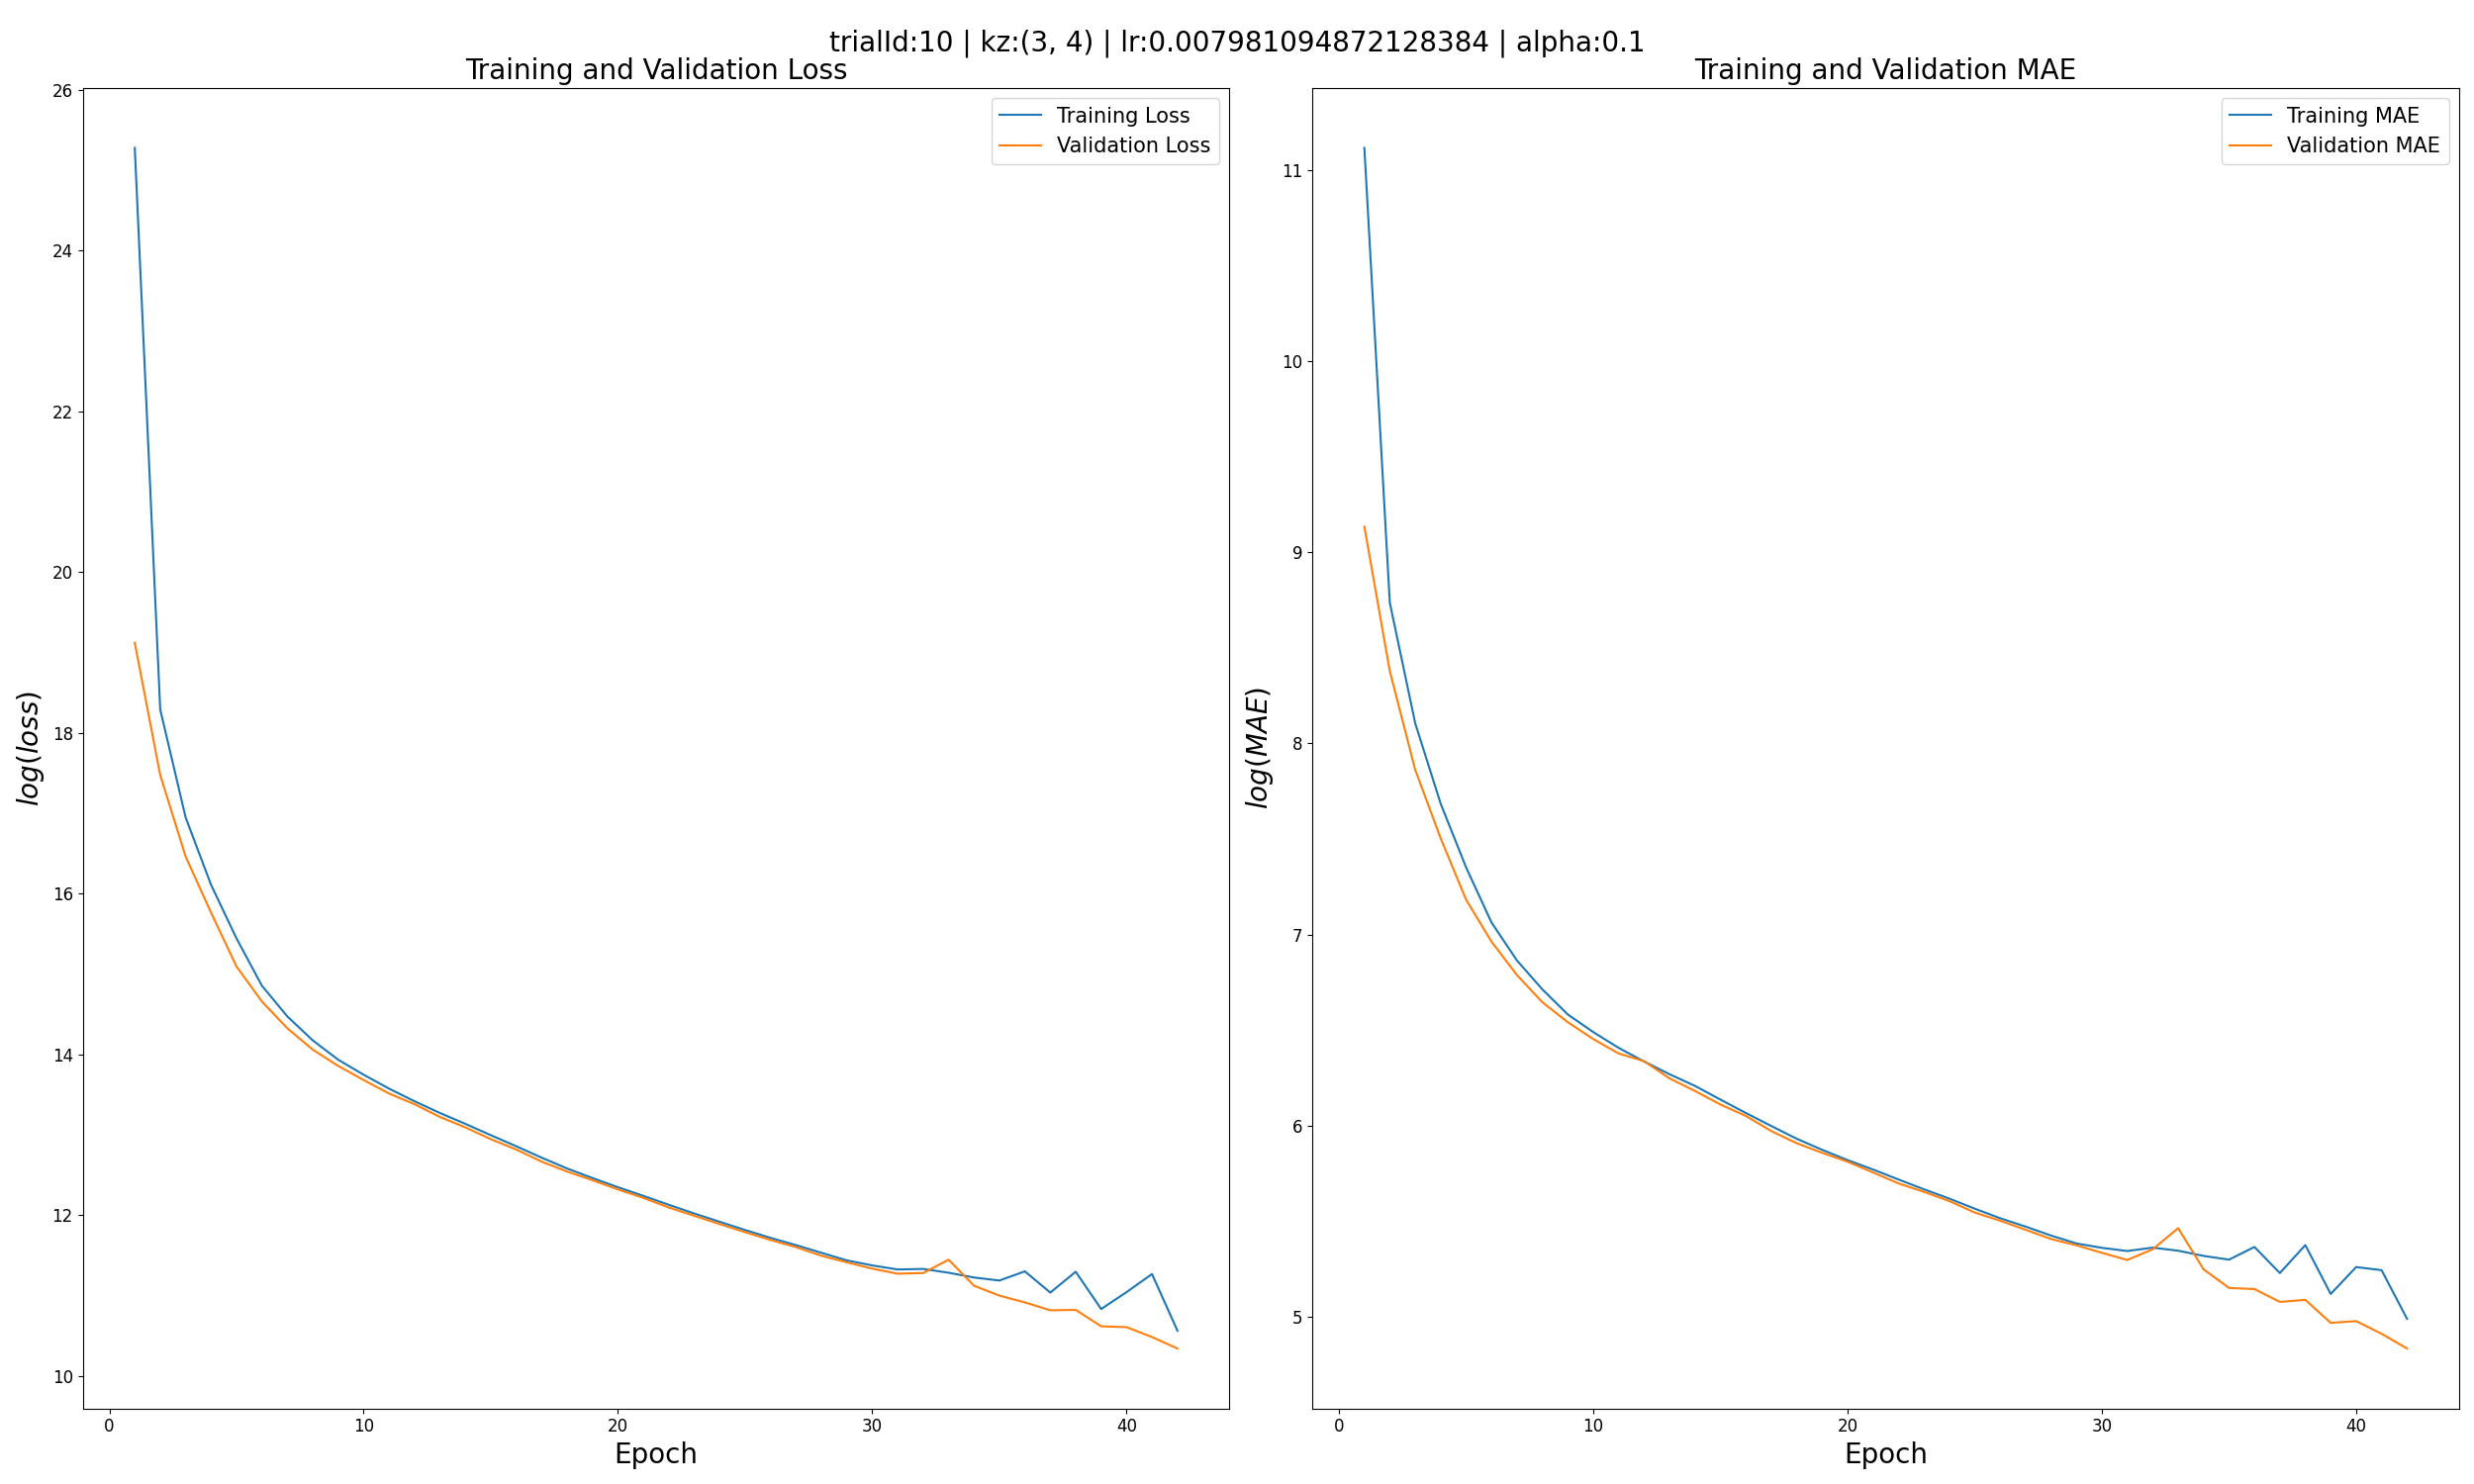 trialId:10 | kz:(3, 4) | lr:0.007981094872128384 | alpha:0.1
Training and Validation Loss
Training Loss
Validation Loss
26
24
22
20
18
16
14
12
10
log(loss)
0 10 20 30 40
Epoch
Training and Validation MAE
Training MAE
Validation MAE
11
10
9
8
7
6
5
log(MAE)
0 10 20 30 40
Epoch